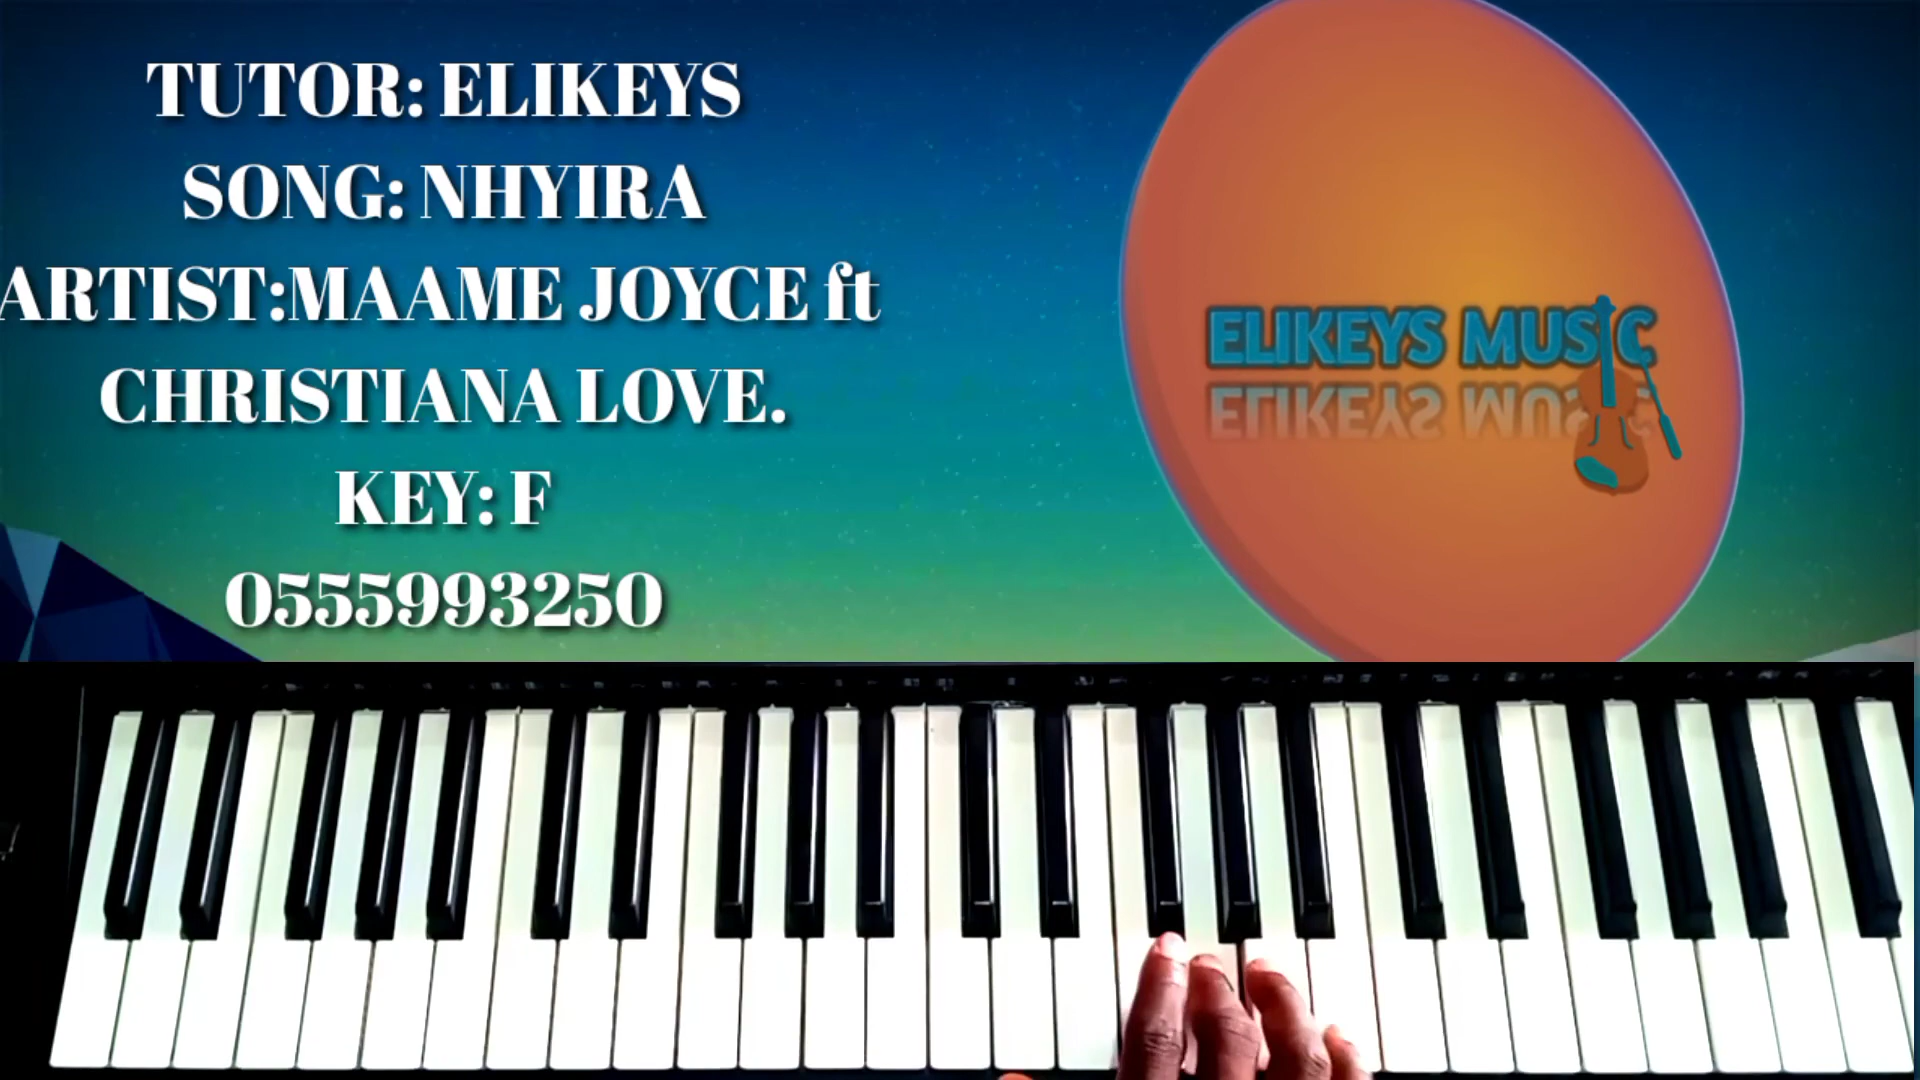 TUTOR: ELIKEYS
SONG: NHYIRA
ARTIST:MAAME JOYCE ft
CHRISTIANA LOVE.
KEY: F
0555993250
ELIKEYS MUSIC